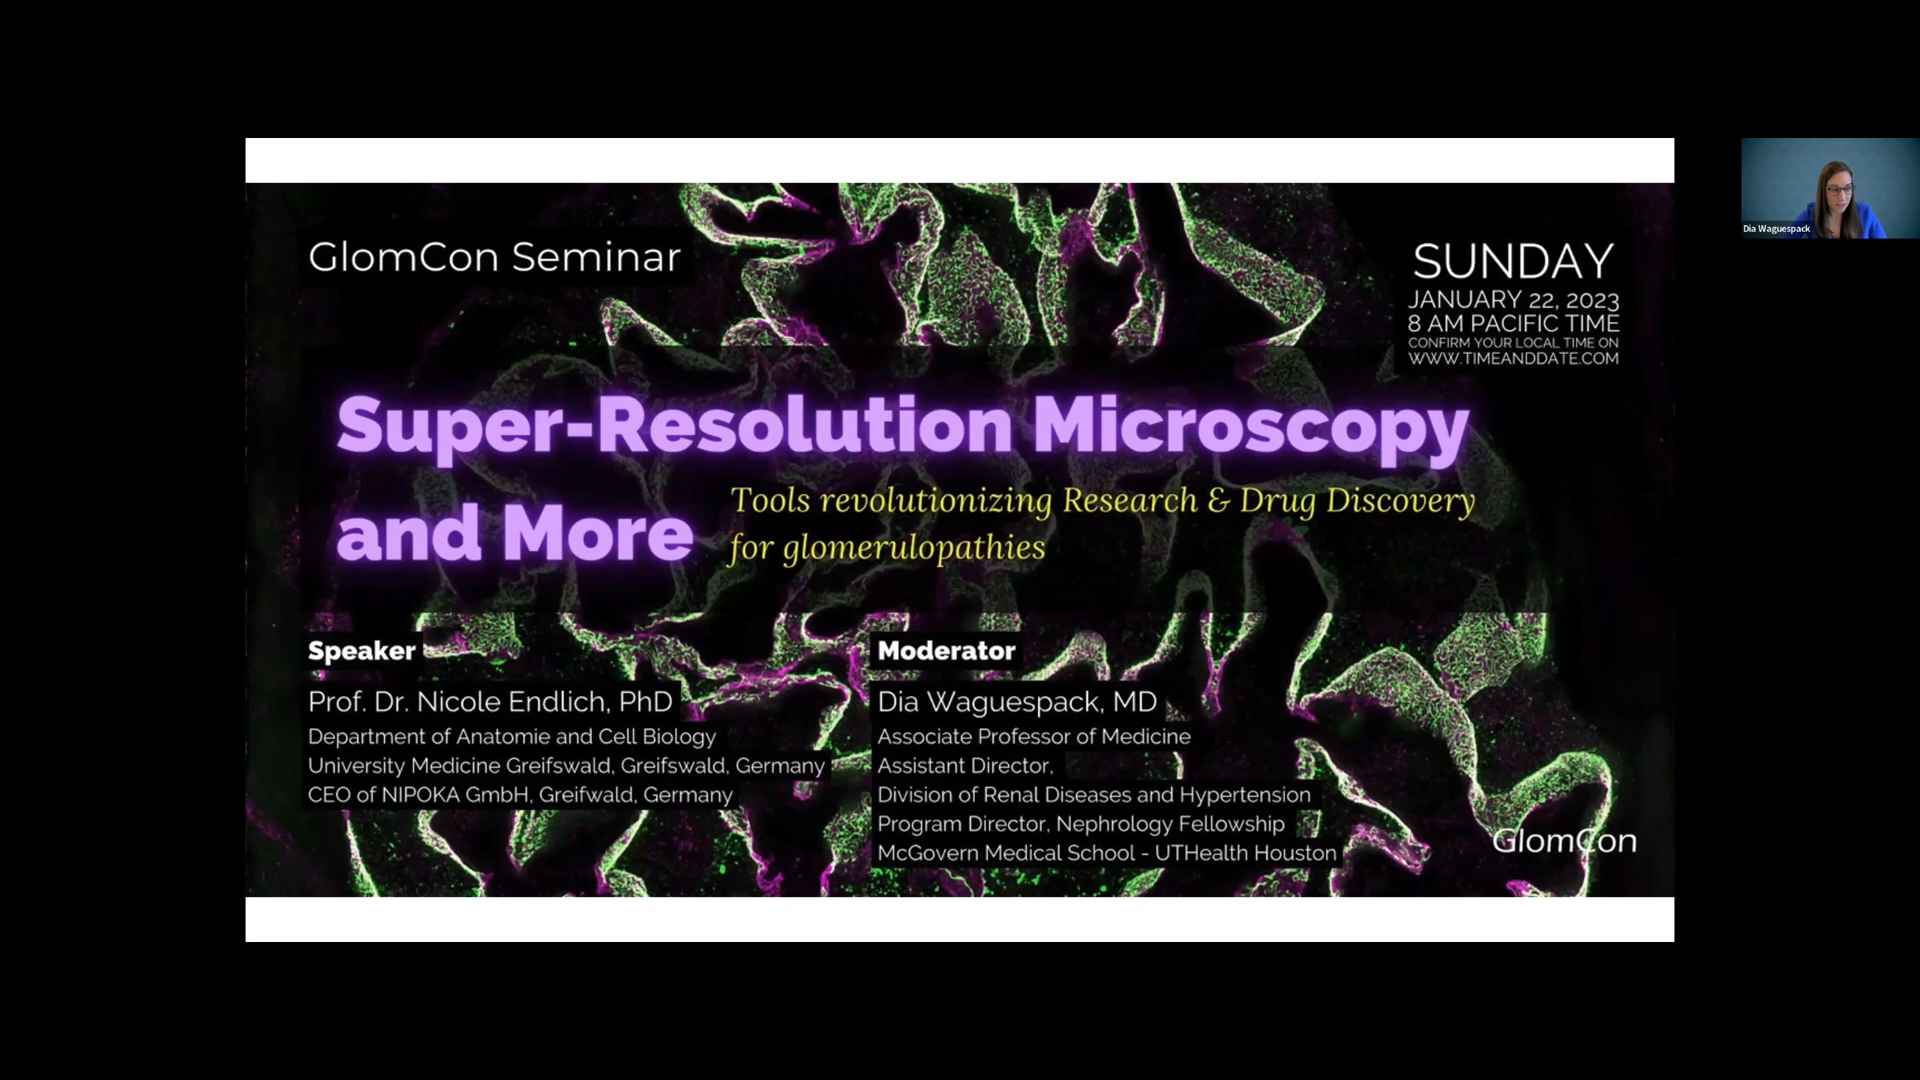 GlomCon Seminar
SUNDAY
JANUARY 22, 2023
8 AM PACIFIC TIME
CONFIRM YOUR LOCAL TIME ON
WWW.TIMEANDDATE.COM
Dia Waguespack
Super-Resolution Microscopy
and More
Tools revolutionizing Research & Drug Discovery
for glomerulopathies
Speaker
Prof. Dr. Nicole Endlich, PhD
Department of Anatomie and Cell Biology
University Medicine Greifswald, Greifswald, Germany
CEO of NIPOKA GmbH, Greifwald, Germany
Moderator
Dia Waguespack, MD
Associate Professor of Medicine
Assistant Director,
Division of Renal Diseases and Hypertension
Program Director, Nephrology Fellowship
McGovern Medical School - UTHealth Houston
GlomCon